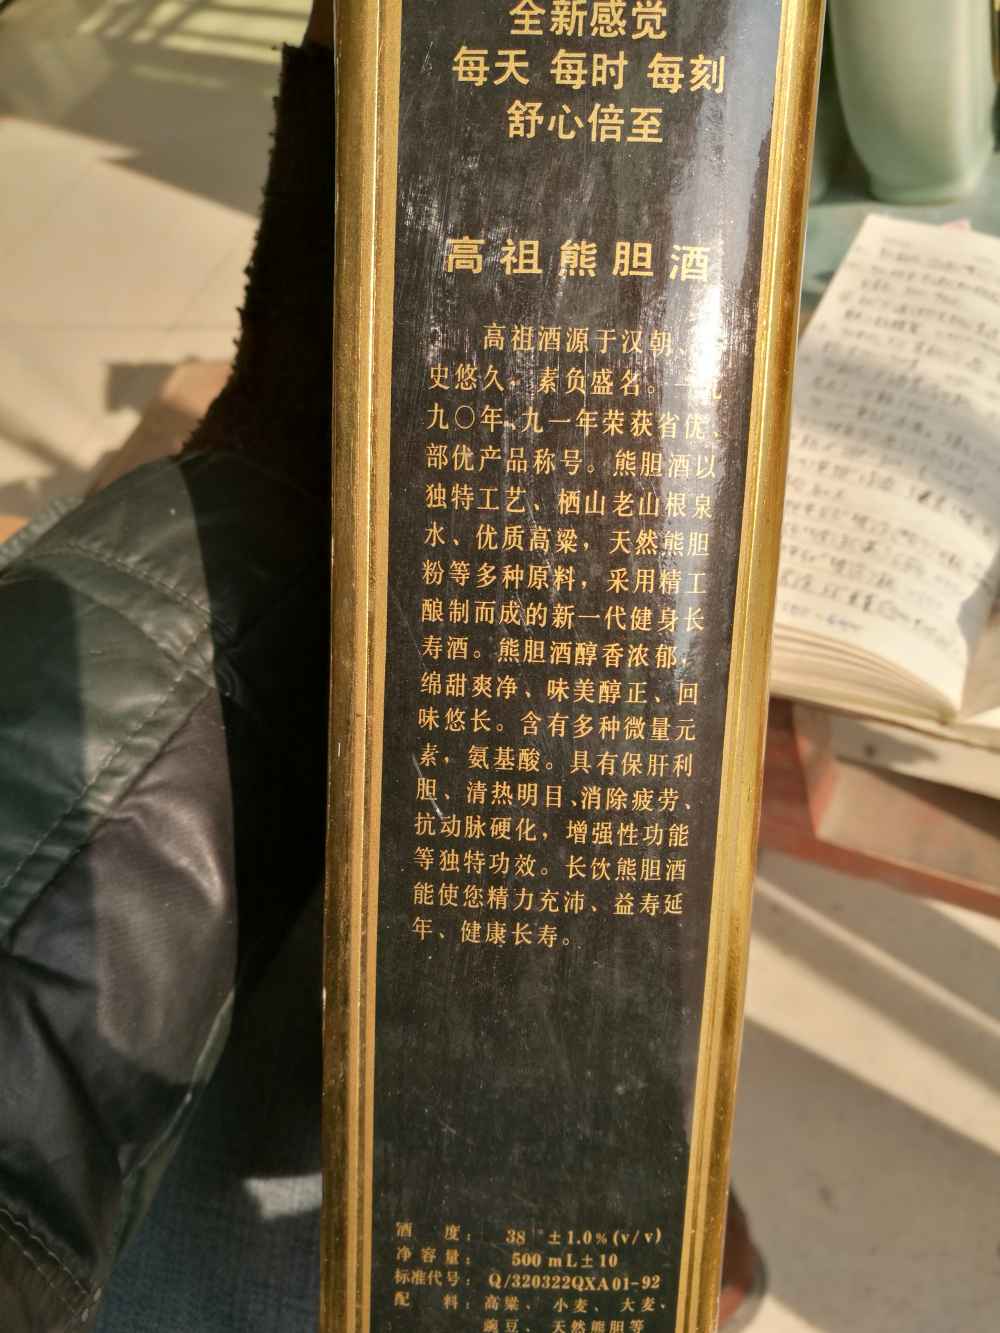 全新感觉
每天 每时 每刻
舒心倍至
高祖熊胆酒
高祖酒源于汉朝、
史悠久，素负盛名。一九
九〇年、九一年荣获省优、
部优产品称号。熊胆酒以
独特工艺、栖山老山根泉
水、优质高粱，天然熊胆
粉等多种原料，采用精工
酿制而成的新一代健身长
寿酒。熊胆酒醇香浓郁，
绵甜爽净、味美醇正、回
味悠长。含有多种微量元
素，氨基酸。具有保肝利
胆、清热明目、消除疲劳、
抗动脉硬化，增强性功能
等独特功效。长饮熊胆酒
能使您精力充沛、益寿延
年、健康长寿。
酒 度： 38°±1.0%(v/v)
净容量： 500mL±10
标准代号：Q/320322QXA01-92
配 料：高粱、小麦、大麦、
豌豆、天然熊胆等